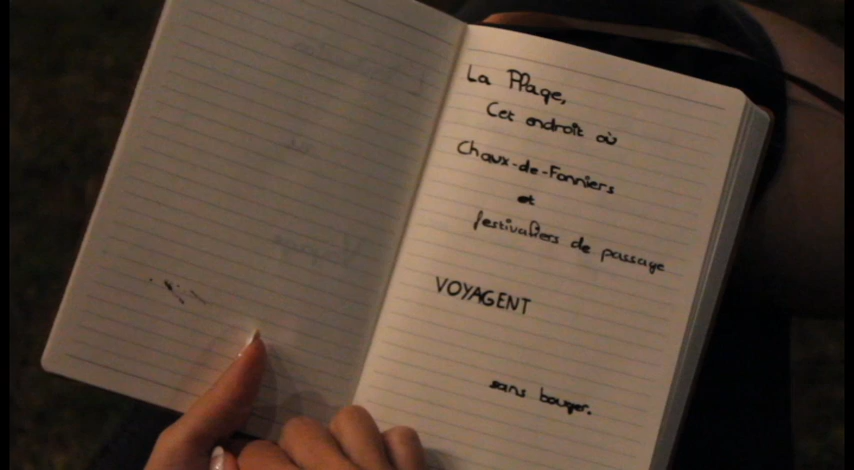 La Plage,
Cet endroit où
Chaux-de-Fonniers
et
festivaliers de passage
VOYAGENT
sans bouger.